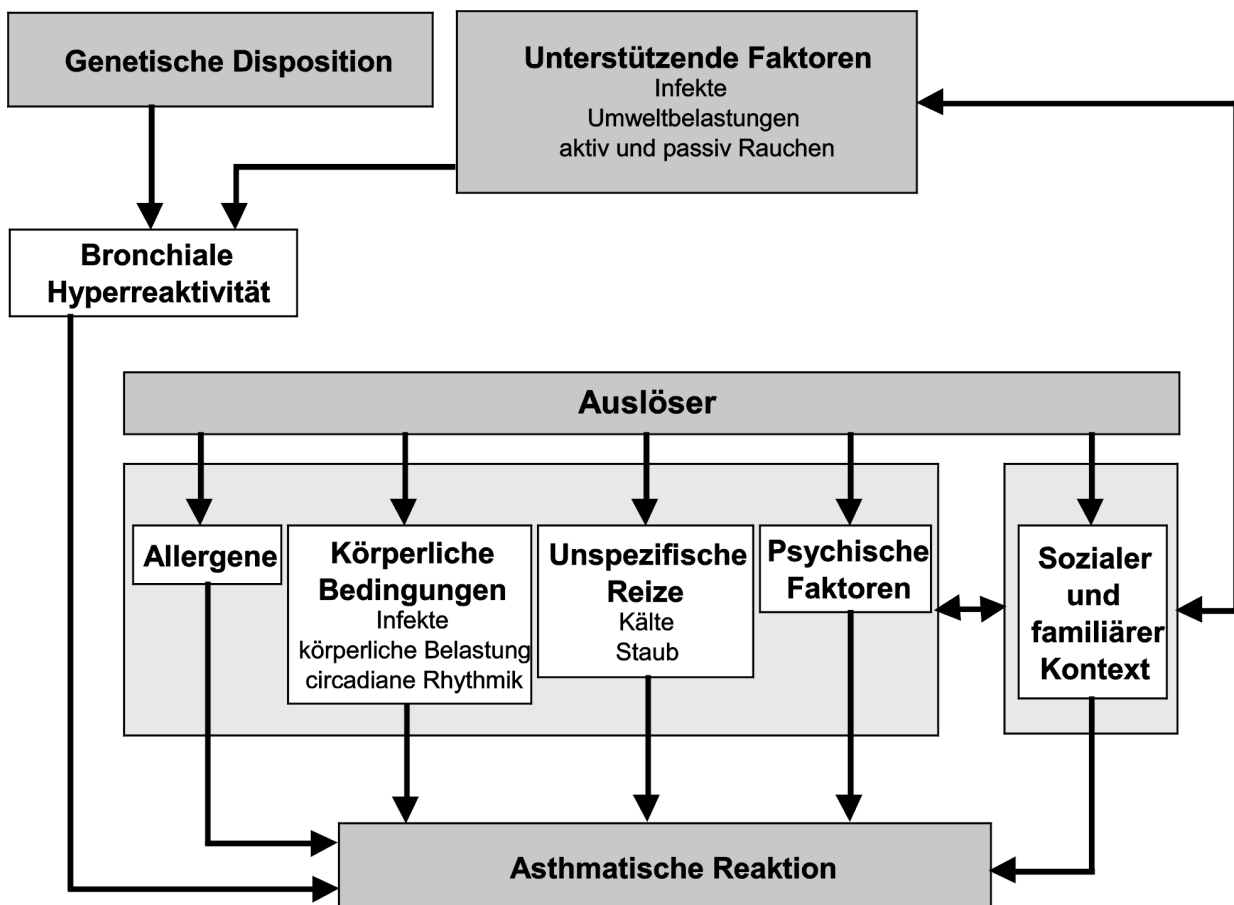 Genetische Disposition
Unterstützende Faktoren
Infekte
Umweltbelastungen
aktiv und passiv Rauchen
Bronchiale
Hyperreaktivität
Auslöser
Allergene
Körperliche
Bedingungen
Infekte
körperliche Belastung
circadiane Rhythmik
Unspezifische
Reize
Kälte
Staub
Psychische
Faktoren
Sozialer
und
familiärer
Kontext
Asthmatische Reaktion